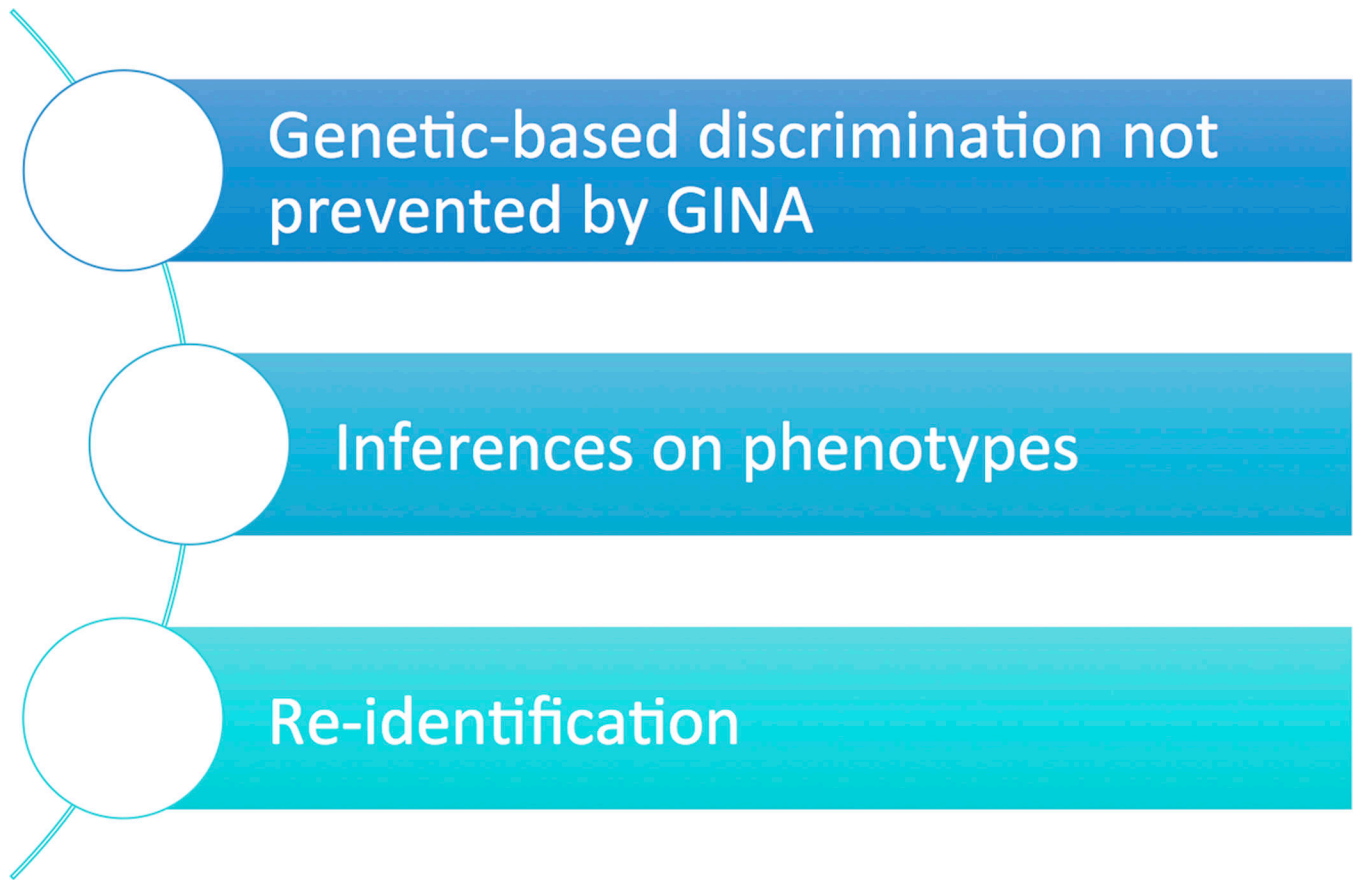 Genetic-based discrimination not
prevented by GINA
Inferences on phenotypes
Re-identification